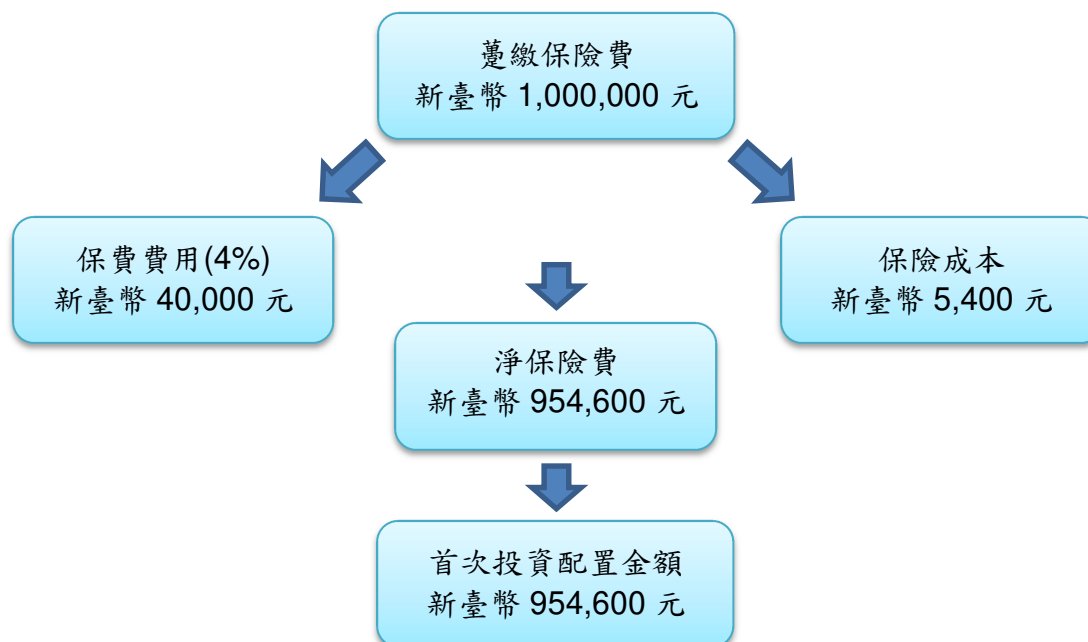 躉繳保險費
新臺幣 1,000,000 元
保費費用(4%)
新臺幣 40,000 元
保險成本
新臺幣 5,400 元
淨保險費
新臺幣 954,600 元
首次投資配置金額
新臺幣 954,600 元